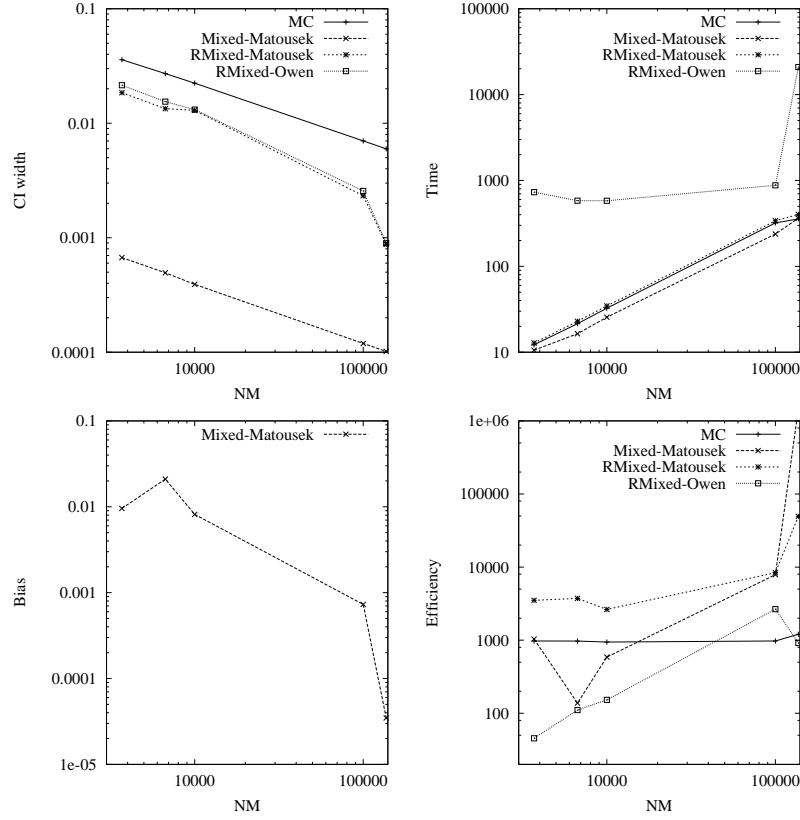 0.1
0.01
0.001
0.0001
10000
100000
CI width
NM
MC
Mixed-Matousek
RMixed-Matousek
RMixed-Owen
100000
10000
1000
100
10
10000
100000
Time
NM
MC
Mixed-Matousek
RMixed-Matousek
RMixed-Owen
0.1
0.01
0.001
0.0001
1e-05
10000
100000
Bias
NM
Mixed-Matousek
1e+06
100000
10000
1000
100
10000
100000
Efficiency
NM
MC
Mixed-Matousek
RMixed-Matousek
RMixed-Owen